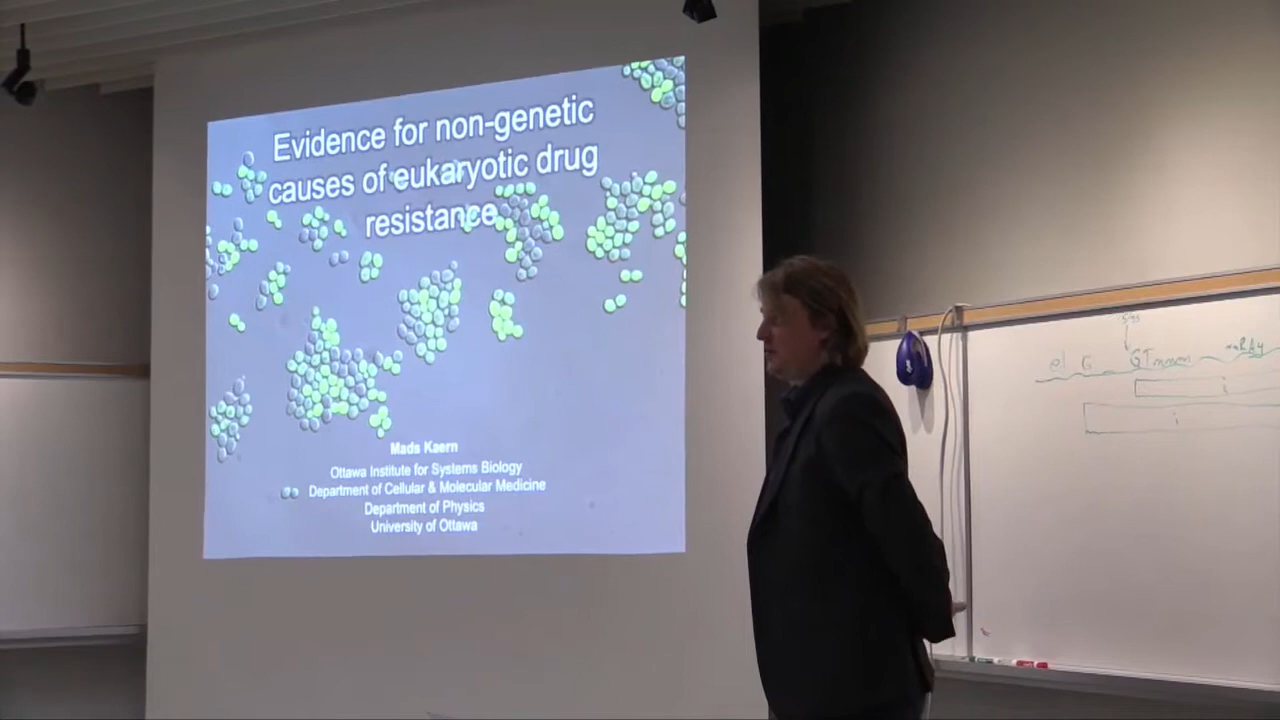 Evidence for non-genetic
causes of eukaryotic drug
resistance
Mads Kaern
Ottawa Institute for Systems Biology
Department of Cellular & Molecular Medicine
Department of Physics
University of Ottawa
i
i